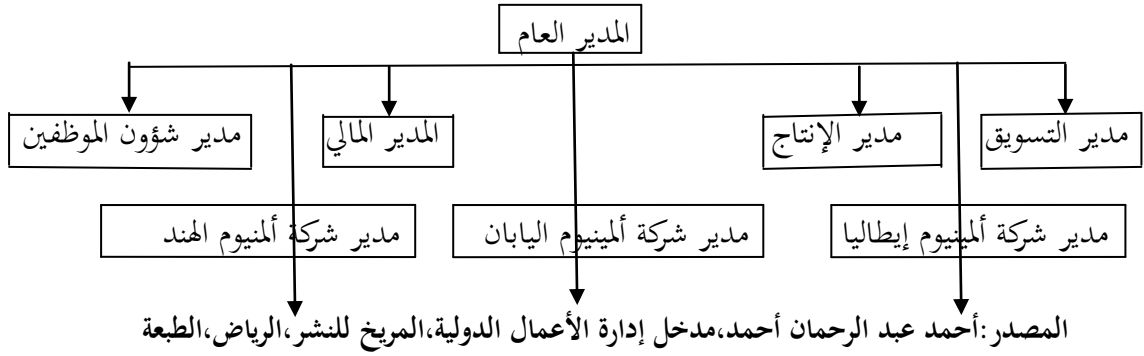 المدير العام
مدير التسويق
مدير الإنتاج
المدير المالي
مدير شؤون الموظفين
مدير شركة ألمينيوم إيطاليا
مدير شركة ألمينيوم اليابان
مدير شركة ألمنيوم الهند
المصدر:أحمد عبد الرحمان أحمد،مدخل إدارة الأعمال الدولية،المريخ للنشر،الرياض،الطبعة